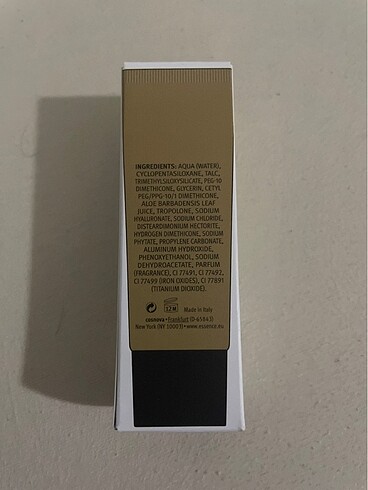 INGREDIENTS: AQUA (WATER),
CYCLOPENTASILOXANE, TALC,
TRIMETHYLSILOXYSILICATE, PEG-10
DIMETHICONE, GLYCERIN, CETYL
PEG/PPG-10/1 DIMETHICONE,
ALOE BARBADENSIS LEAF
JUICE, TROPOLONE, SODIUM
HYALURONATE, SODIUM CHLORIDE,
DISTEARDIMONIUM HECTORITE,
HYDROGEN DIMETHICONE, SODIUM
PHYTATE, PROPYLENE CARBONATE,
ALUMINUM HYDROXIDE,
PHENOXYETHANOL, SODIUM
DEHYDROACETATE, PARFUM
(FRAGRANCE), CI 77491, CI 77492,
CI 77499 (IRON OXIDES), CI 77891
(TITANIUM DIOXIDE).
12 M Made in Italy
cosnova • Frankfurt (D-65843)
New York (NY 10001) • www.essence.eu